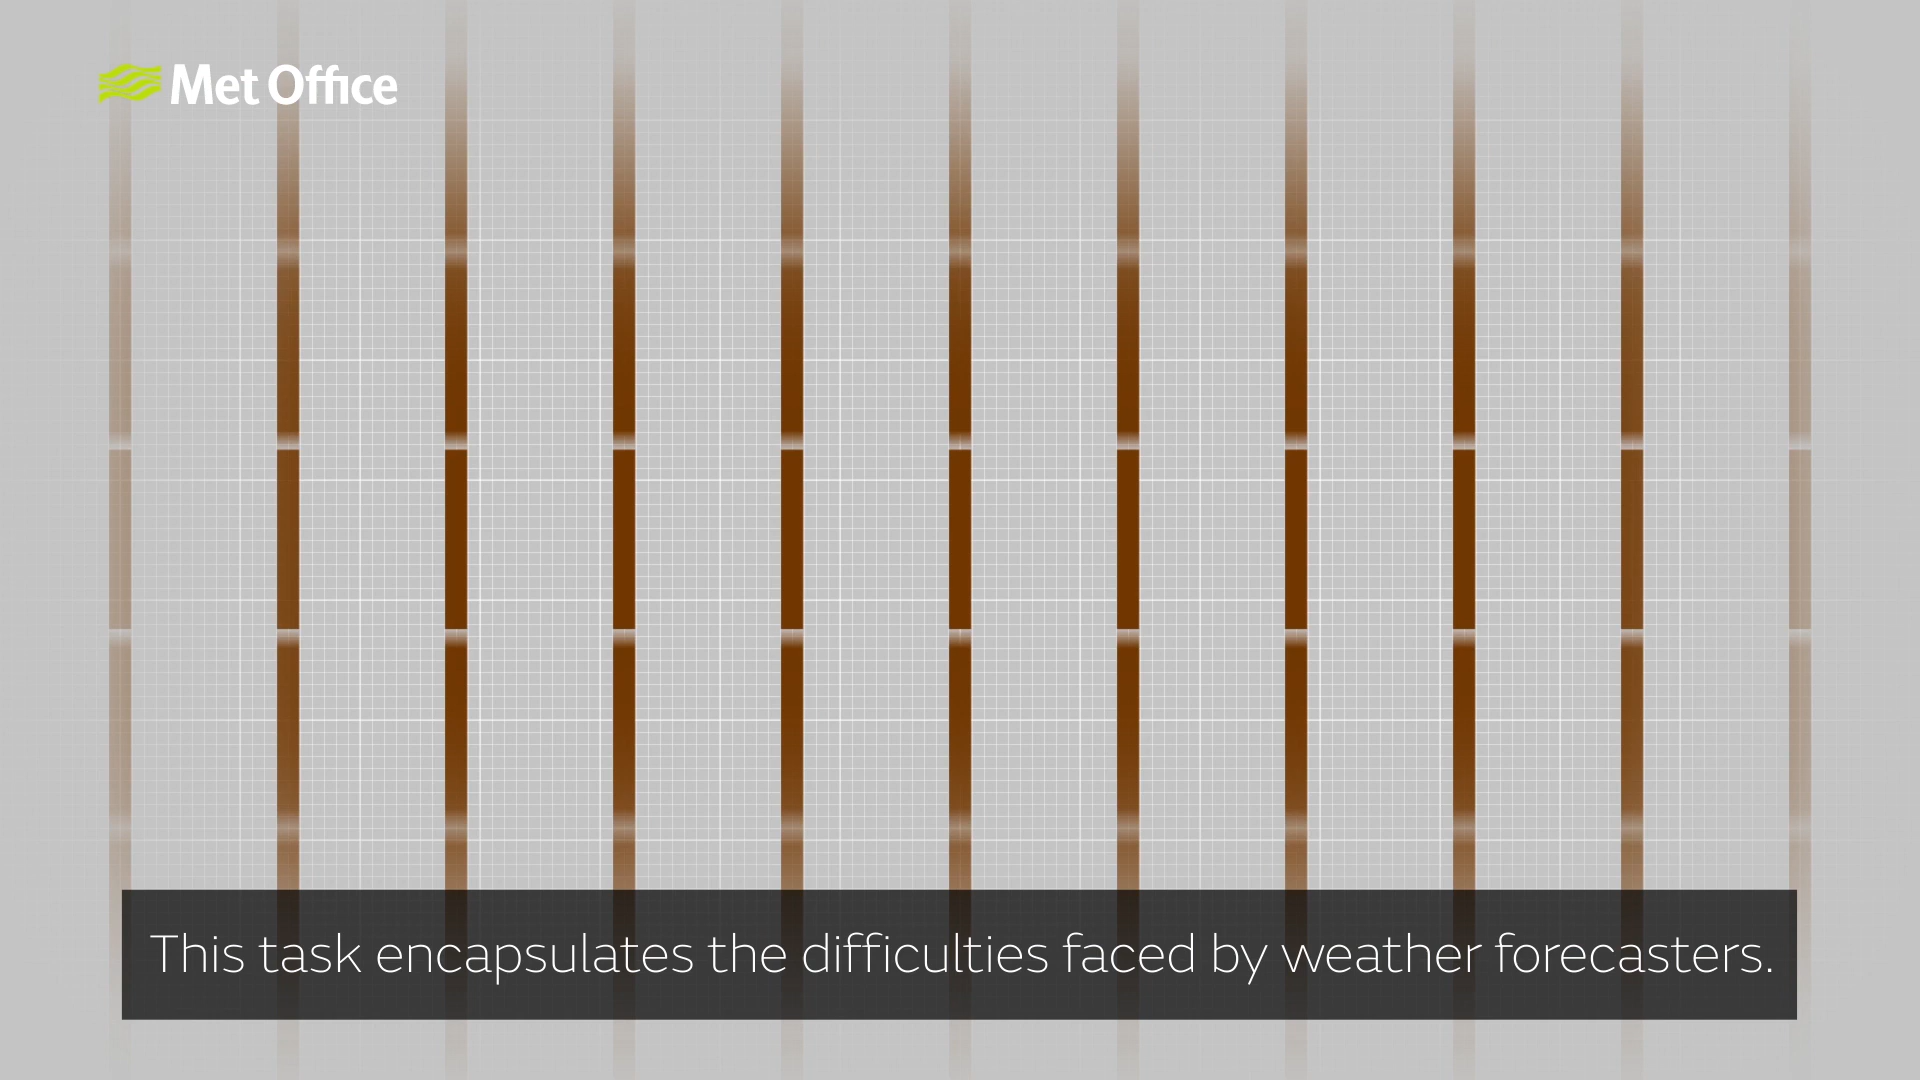 Met Office
This task encapsulates the difficulties faced by weather forecasters.